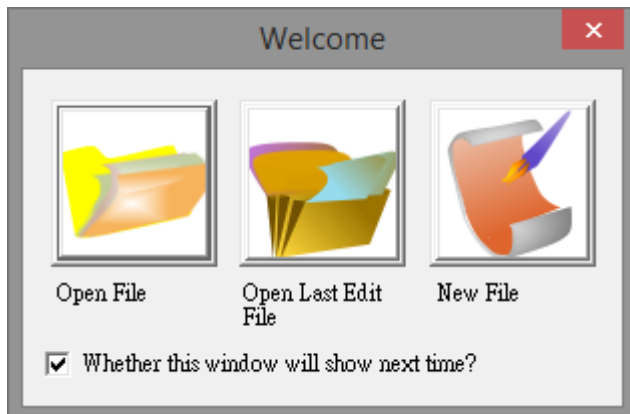 Welcome
Open File
Open Last Edit
File
New File
Whether this window will show next time?